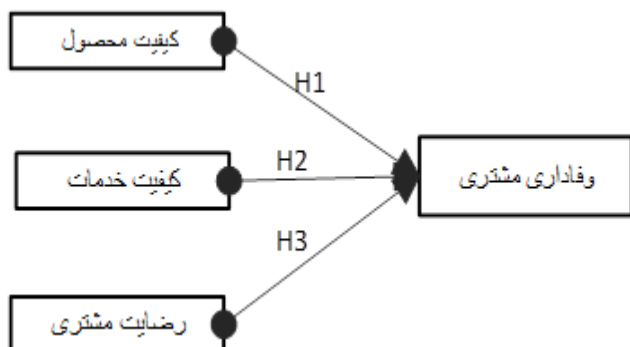 کیفیت محصول
H1
کیفیت خدمات
H2
وفاداری مشتری
H3
رضایت مشتری